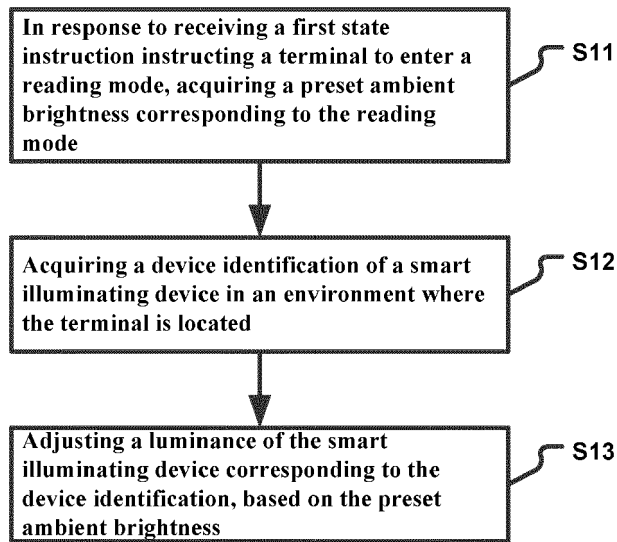 In response to receiving a first state
instruction instructing a terminal to enter a
reading mode, acquiring a preset ambient
brightness corresponding to the reading
mode
S11
Acquiring a device identification of a smart
illuminating device in an environment where
the terminal is located
S12
Adjusting a luminance of the smart
illuminating device corresponding to the
device identification, based on the preset
ambient brightness
S13